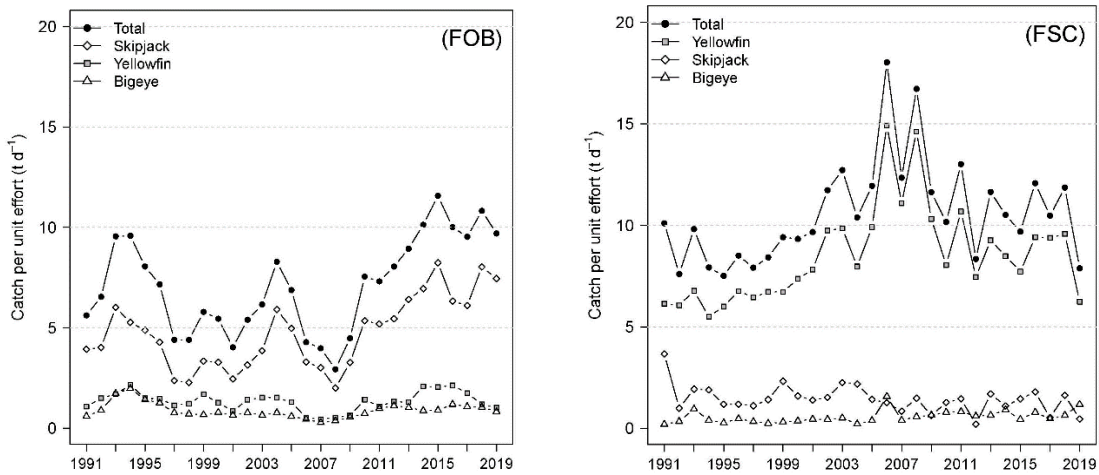 20
15
10
5
0
Catch per unit effort (t d⁻¹)
Total
Skipjack
Yellowfin
Bigeye
(FOB)
1991 1995 1999 2003 2007 2011 2015 2019
20
15
10
5
0
Catch per unit effort (t d⁻¹)
Total
Yellowfin
Skipjack
Bigeye
(FSC)
1991 1995 1999 2003 2007 2011 2015 2019